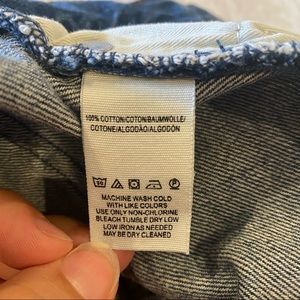 100% COTTON/COTON/BAUMWOLLE/
COTONE/ALGODÃO/ALGODÓN
MACHINE WASH COLD
WITH LIKE COLORS
USE ONLY NON-CHLORINE
BLEACH TUMBLE DRY LOW
LOW IRON AS NEEDED
MAY BE DRY CLEANED